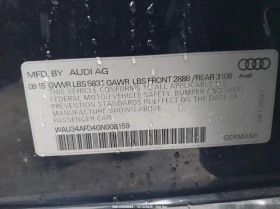 MFD BY: AUDI AG
09.15 GVWR LBS 5831 GAWR LBS FRONT 2888 / REAR 3108
THIS VEHICLE CONFORMS TO ALL APPLICABLE
FEDERAL MOTOR VEHICLE SAFETY, BUMPER
AND THEFT PREVENTION STANDARDS IN EFFECT
ON THE DATE OF MANUFACTURE SHOWN ABOVE
PASSENGER CAR
WAU34AFD4GN008159
GERMANY
Audi